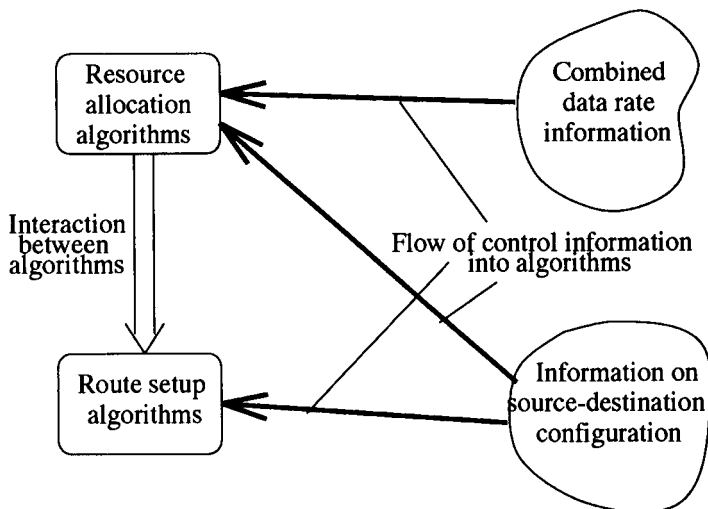 Resource
allocation
algorithms
Combined
data rate
information
Interaction
between
algorithms
Flow of control information
into algorithms
Route setup
algorithms
Information on
source-destination
configuration